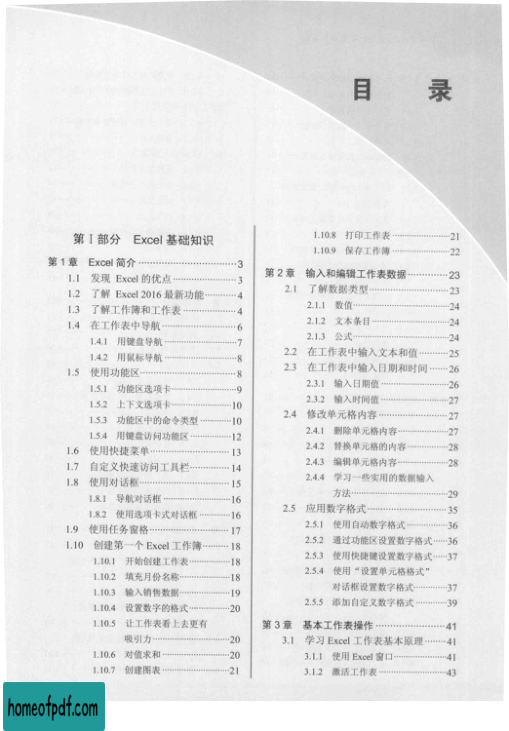 目 录
第Ⅰ部分 Excel 基础知识
第1章 Excel 简介 3
1.1 发现 Excel 的优点 3
1.2 了解 Excel 2016 最新功能 4
1.3 了解工作簿和工作表 4
1.4 在工作表中导航 6
1.4.1 用键盘导航 7
1.4.2 用鼠标导航 8
1.5 使用功能区 8
1.5.1 功能区选项卡 9
1.5.2 上下文选项卡 10
1.5.3 功能区中的命令类型 10
1.5.4 用键盘访问功能区 12
1.6 使用快捷菜单 13
1.7 自定义快速访问工具栏 14
1.8 使用对话框 15
1.8.1 导航对话框 16
1.8.2 使用选项卡式对话框 16
1.9 使用任务窗格 17
1.10 创建第一个 Excel 工作簿 18
1.10.1 开始创建工作表 18
1.10.2 填充月份名称 18
1.10.3 输入销售数据 19
1.10.4 设置数字的格式 20
1.10.5 让工作表看上去更有
吸引力 20
1.10.6 对值求和 20
1.10.7 创建图表 21
1.10.8 打印工作表 21
1.10.9 保存工作簿 22
第2章 输入和编辑工作表数据 23
2.1 了解数据类型 23
2.1.1 数值 24
2.1.2 文本条目 24
2.1.3 公式 24
2.2 在工作表中输入文本和值 25
2.3 在工作表中输入日期和时间 26
2.3.1 输入日期值 26
2.3.2 输入时间值 27
2.4 修改单元格内容 27
2.4.1 删除单元格内容 27
2.4.2 替换单元格的内容 28
2.4.3 编辑单元格内容 28
2.4.4 学习一些实用的数据输入
方法 29
2.5 应用数字格式 35
2.5.1 使用自动数字格式 36
2.5.2 通过功能区设置数字格式 36
2.5.3 使用快捷键设置数字格式 37
2.5.4 使用“设置单元格格式”
对话框设置数字格式 37
2.5.5 添加自定义数字格式 39
第3章 基本工作表操作 41
3.1 学习 Excel 工作表基本原理 41
3.1.1 使用 Excel 窗口 41
3.1.2 激活工作表 43
homeofpdf.com